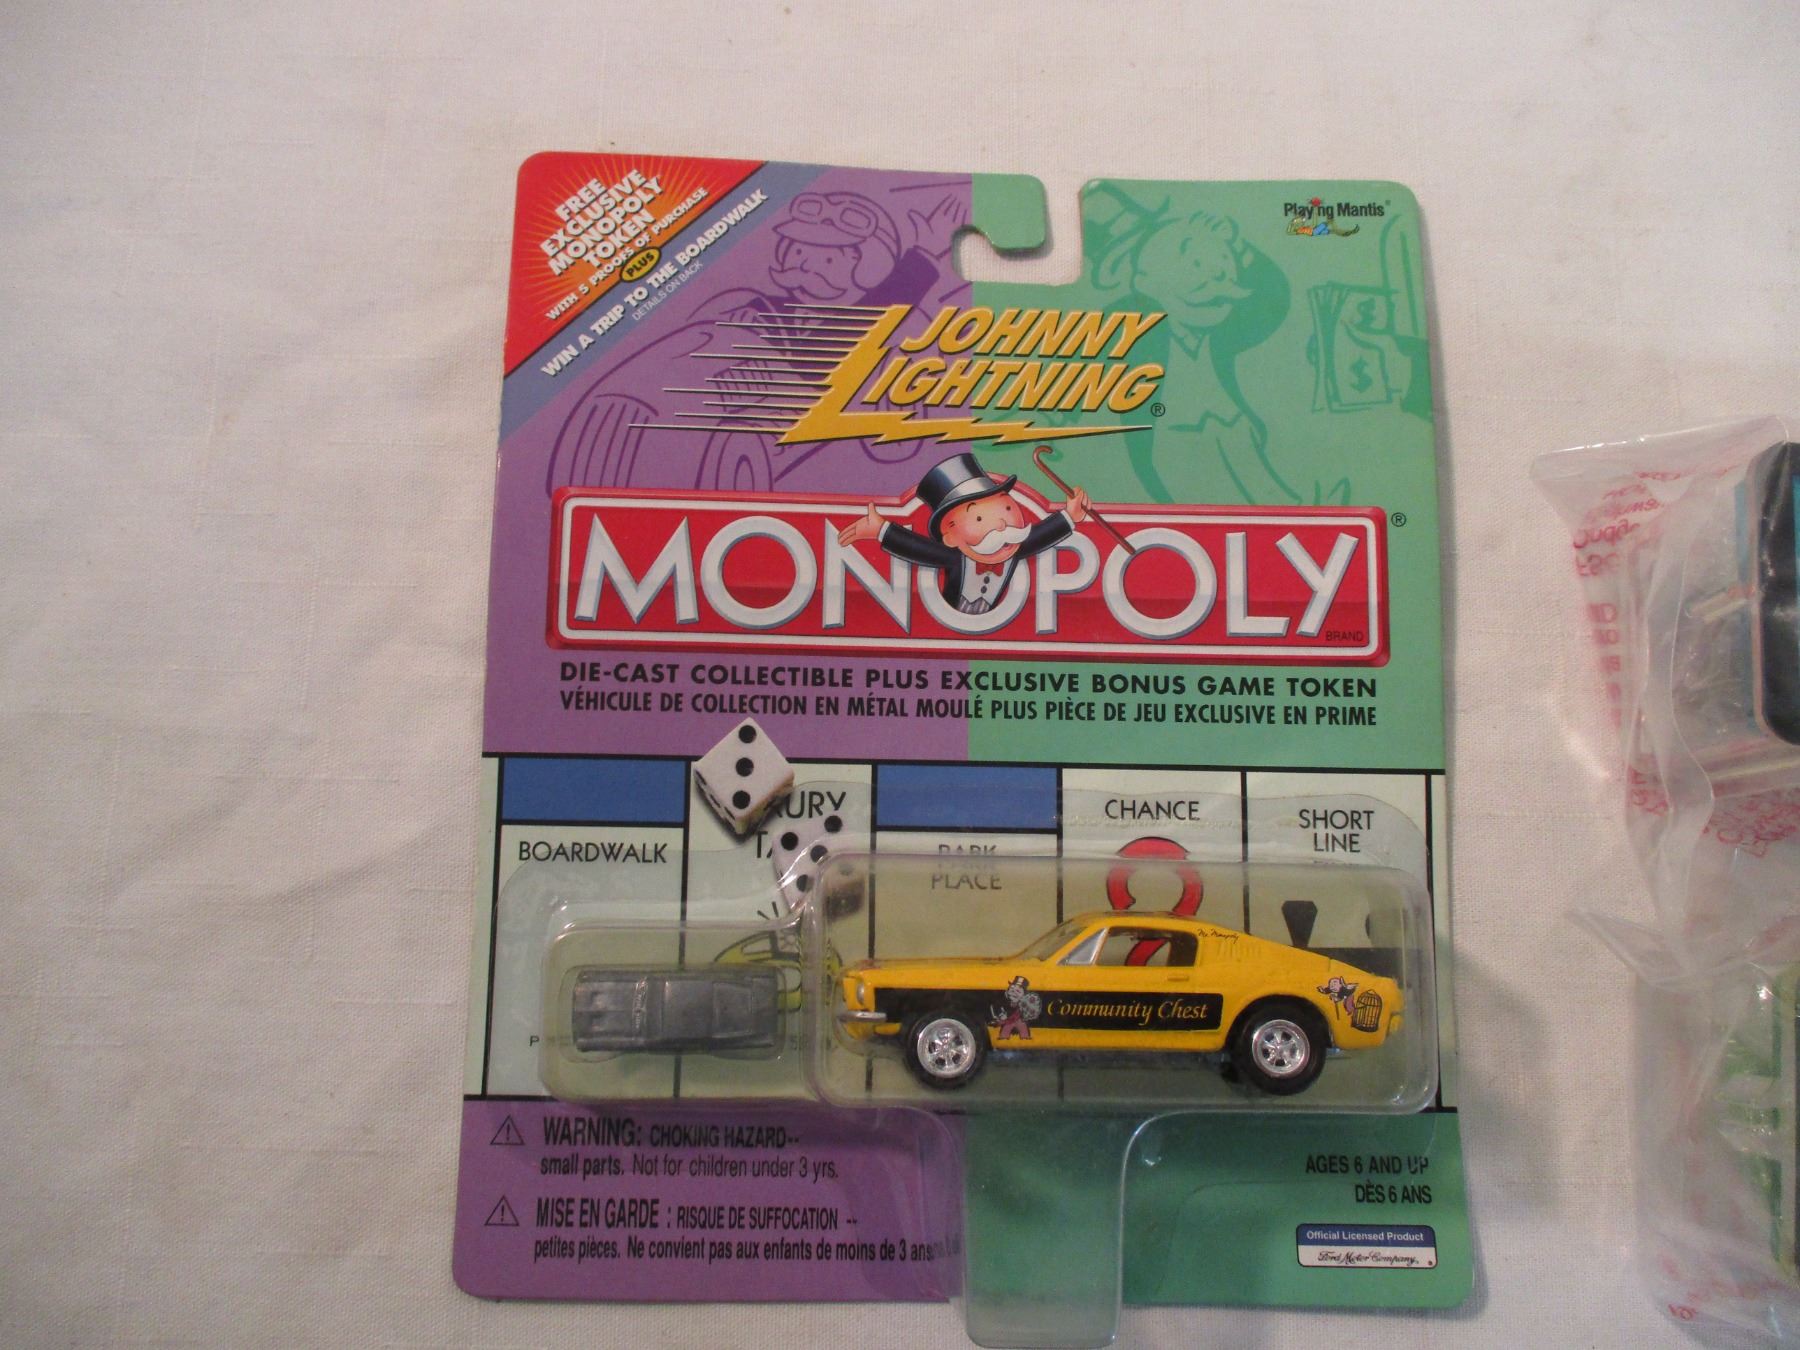 FREE
EXCLUSIVE
MONOPOLY
TOKEN
WITH 5 PROOFS OF PURCHASE
PLUS
WIN A TRIP TO THE BOARDWALK
DETAILS ON BACK
Playing Mantis®
JOHNNY
LIGHTNING®
MONOPOLY®
BRAND
DIE-CAST COLLECTIBLE PLUS EXCLUSIVE BONUS GAME TOKEN
VÉHICULE DE COLLECTION EN MÉTAL MOULÉ PLUS PIÈCE DE JEU EXCLUSIVE EN PRIME
BOARDWALK
PARK
PLACE
CHANCE
SHORT
LINE
Mr. Monopoly
Community Chest
WARNING: CHOKING HAZARD--
small parts. Not for children under 3 yrs.
MISE EN GARDE : RISQUE DE SUFFOCATION --
petites pièces. Ne convient pas aux enfants de moins de 3 ans
AGES 6 AND UP
DÈS 6 ANS
Official Licensed Product
Ford Motor Company